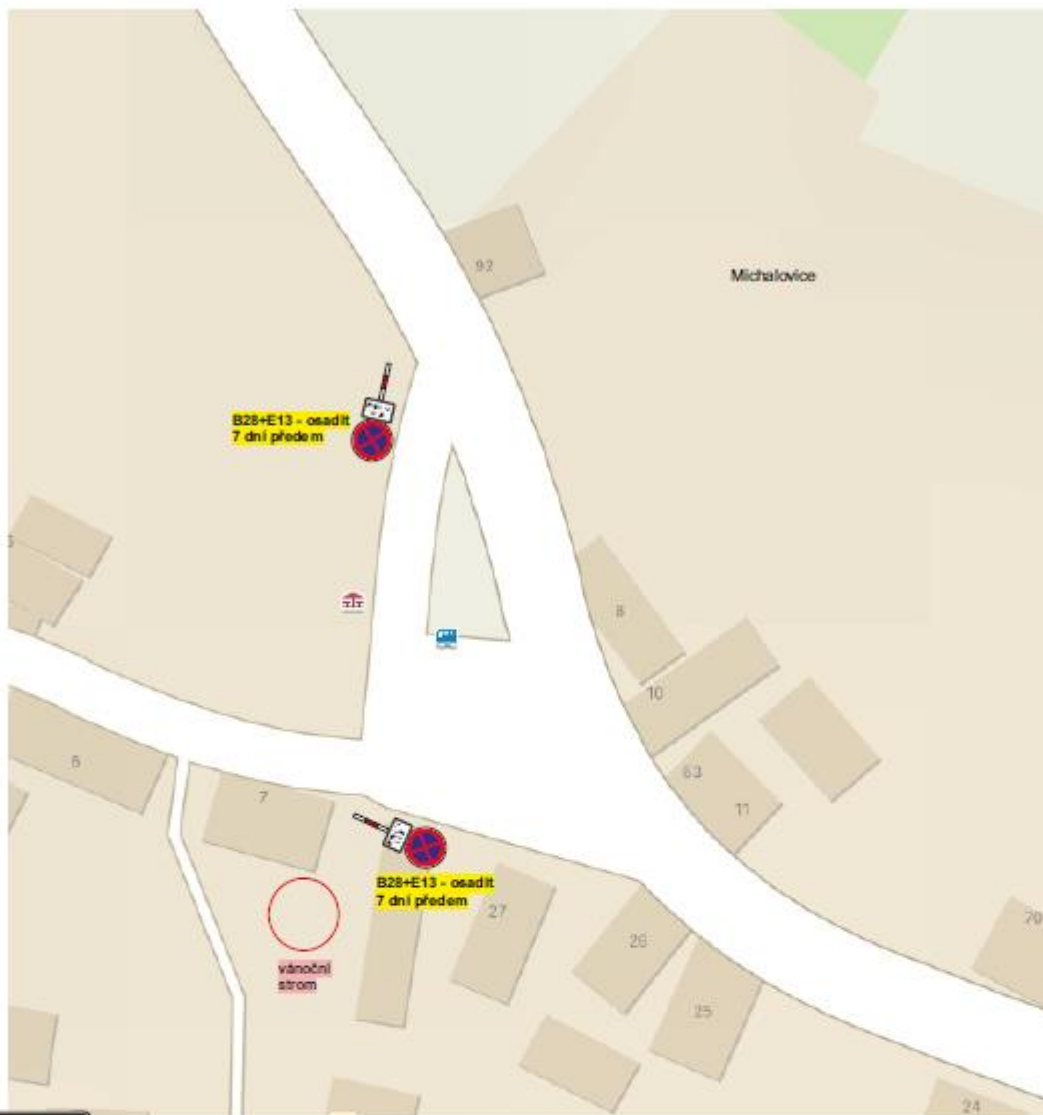 92
Michalovice
B28+E13 - osadit
7 dní předem
8
10
6
63
7
11
B28+E13 - osadit
7 dní předem
27
26
70
vánoční
strom
25
24